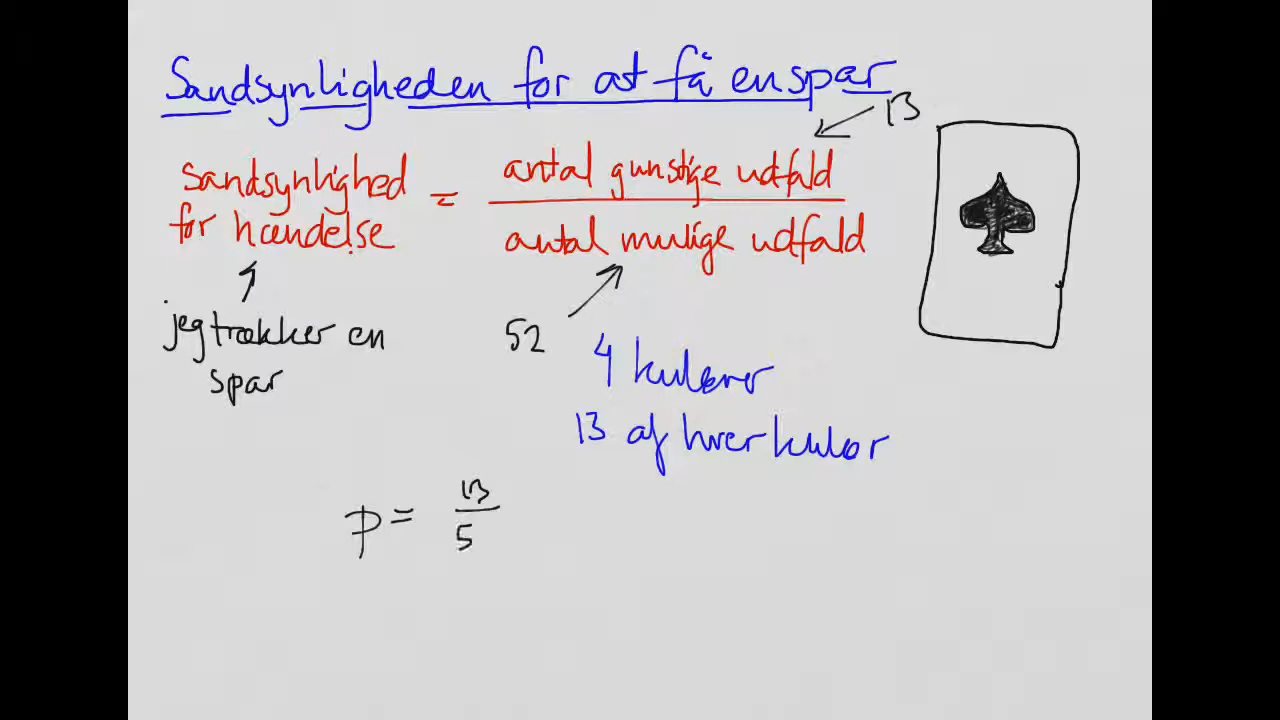 Sandsynligheden for at få en spar
13
sandsynlighed for hændelse = antal gunstige udfald
antal mulige udfald
jeg trækker en
spar
52
4 kulører
13 af hver kulør
p = 13
5